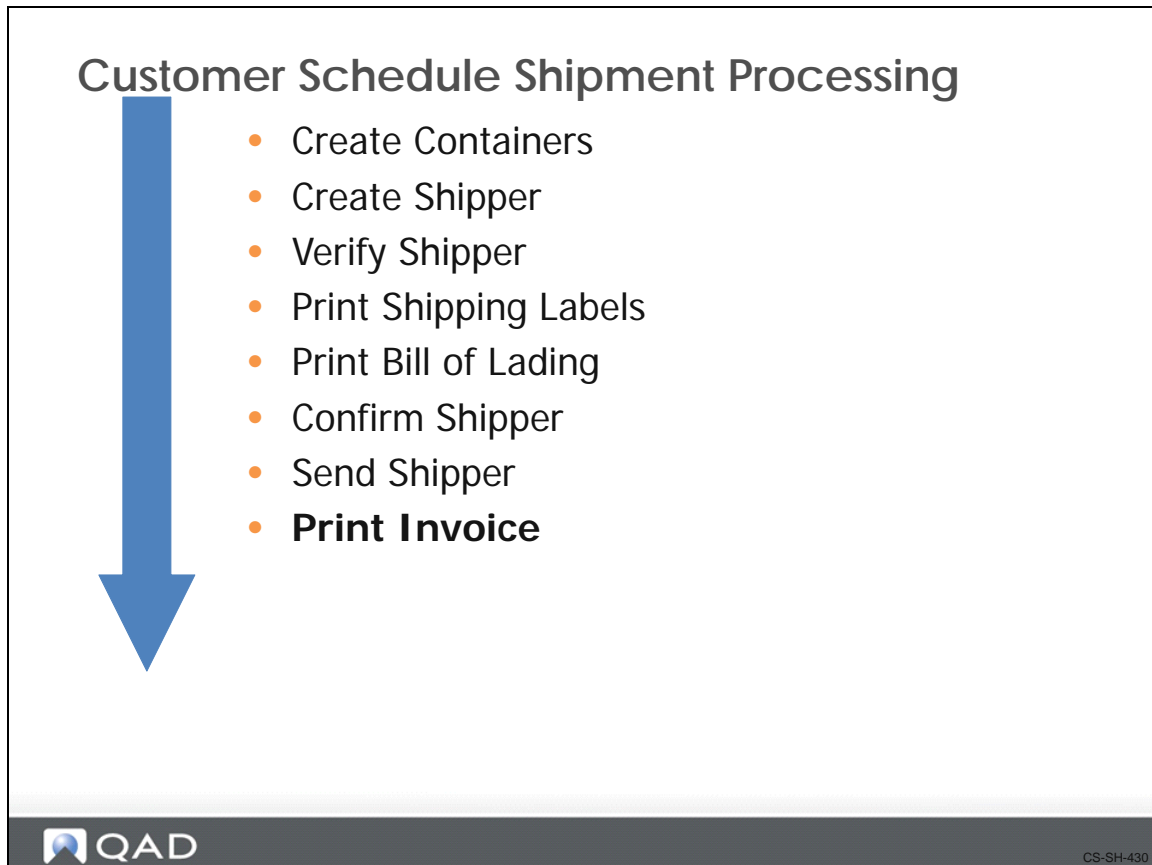 Customer Schedule Shipment Processing
• Create Containers
• Create Shipper
• Verify Shipper
• Print Shipping Labels
• Print Bill of Lading
• Confirm Shipper
• Send Shipper
• Print Invoice
QAD
CS-SH-430